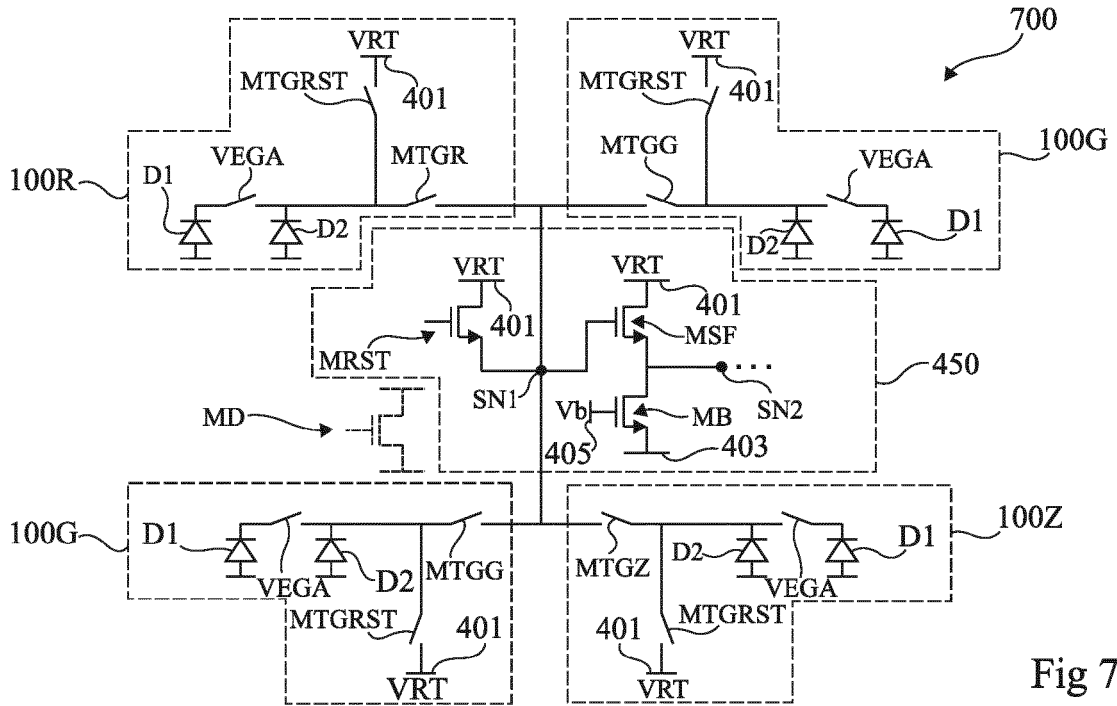 700
VRT
VRT
401
401
MTGRST
MTGRST
VEGA
MTGR
MTGG
VEGA
100R
100G
D1
D2
D2
D1
VRT
VRT
401
401
MRST
MSF
450
SN1
SN2
MD
Vb
MB
405
403
100G
100Z
D1
D2
D2
D1
VEGA
MTGG
MTGZ
VEGA
MTGRST
MTGRST
401
401
VRT
VRT
Fig 7